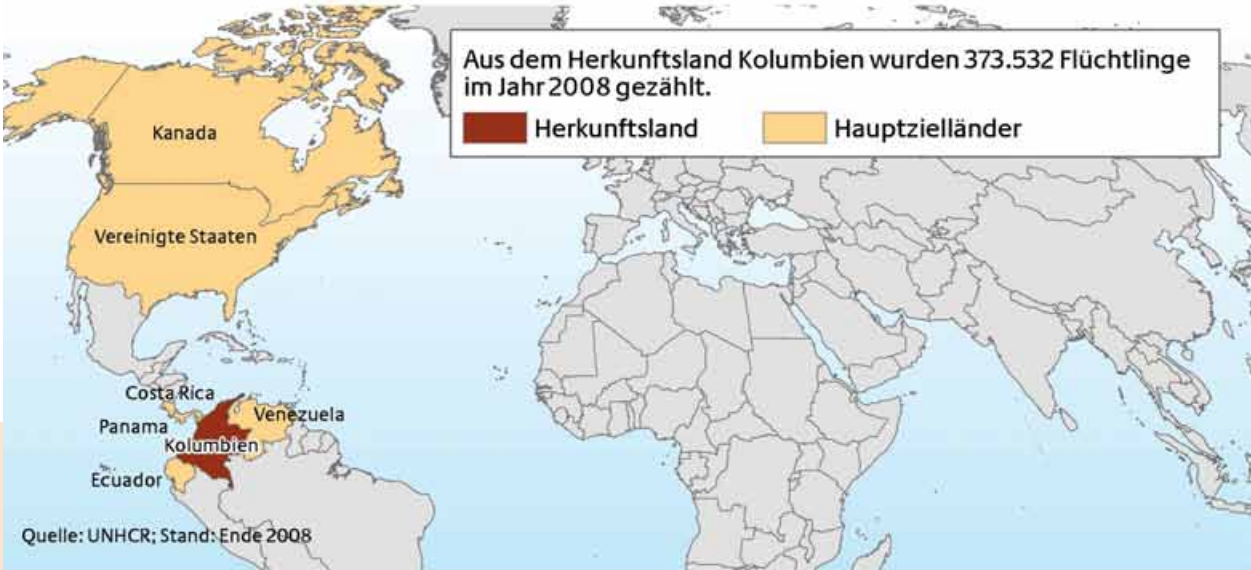 Aus dem Herkunftsland Kolumbien wurden 373.532 Flüchtlinge
im Jahr 2008 gezählt.
Herkunftsland
Hauptzielländer
Kanada
Vereinigte Staaten
Costa Rica
Panama
Venezuela
Kolumbien
Ecuador
Quelle: UNHCR; Stand: Ende 2008